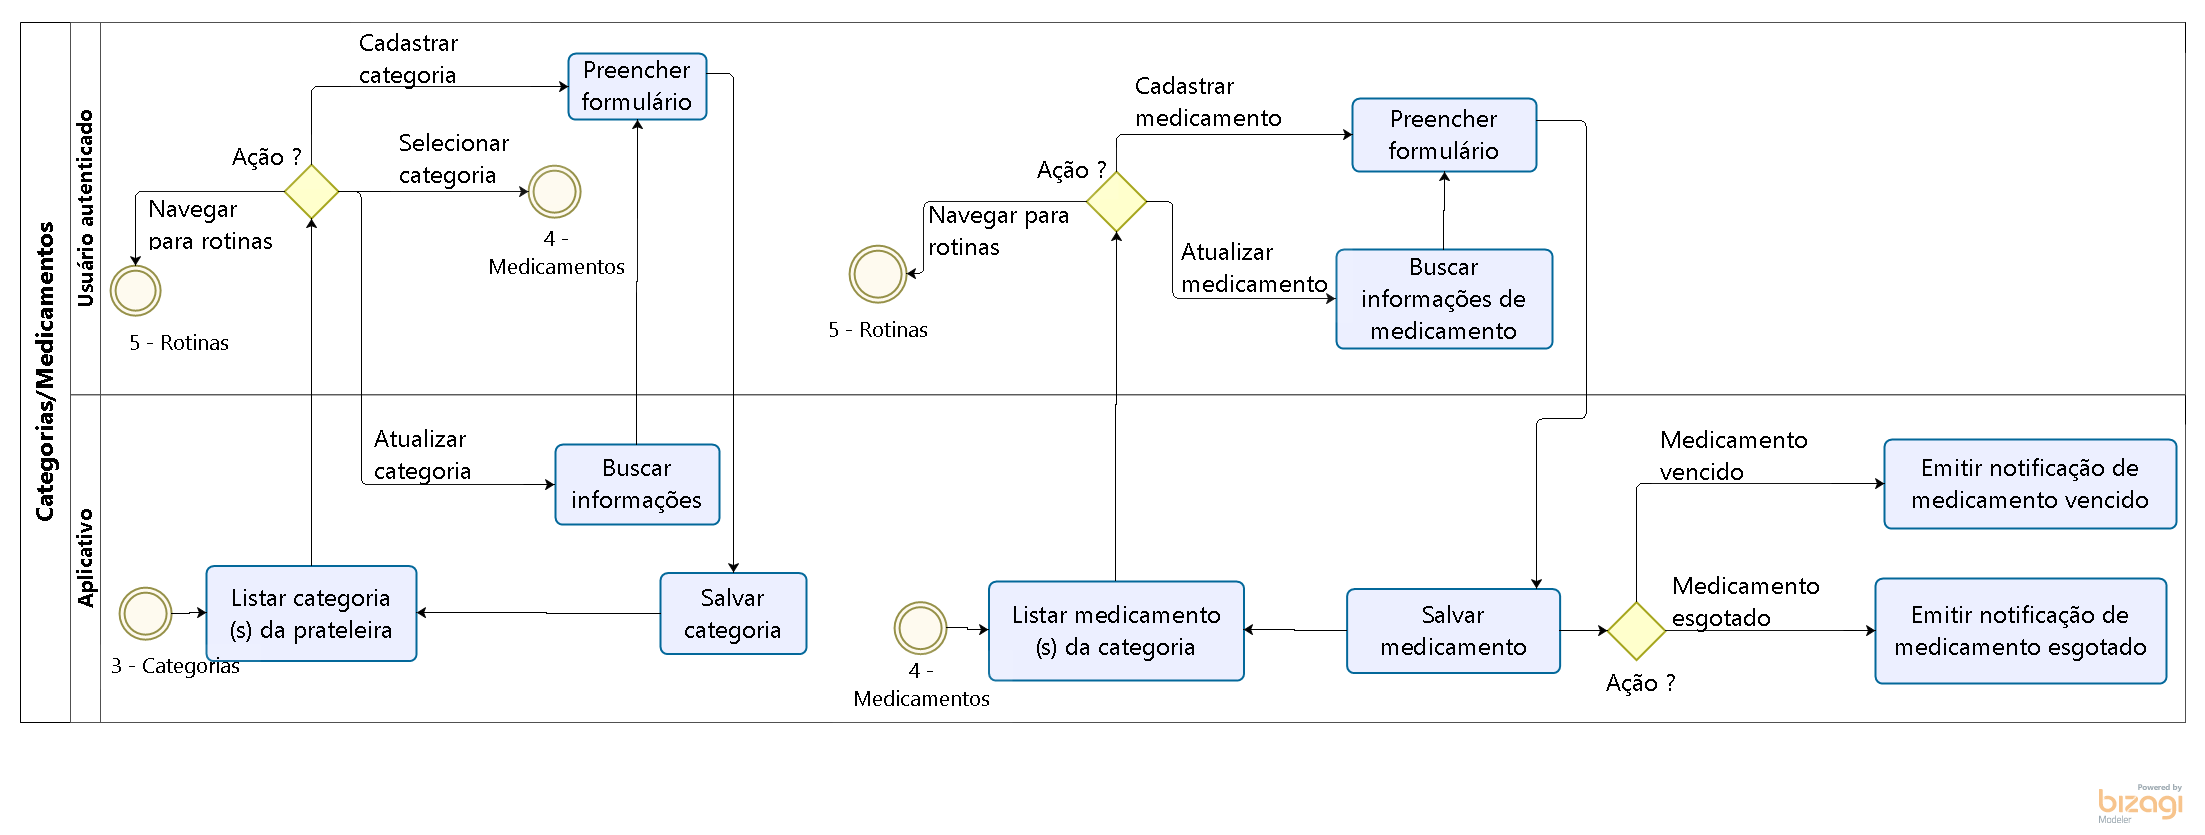 Categorias/Medicamentos
Usuário autenticado
Cadastrar
categoria
Preencher
formulário
Ação ?
Selecionar
categoria
Navegar
para rotinas
4 -
Medicamentos
5 - Rotinas
Cadastrar
medicamento
Preencher
formulário
Ação ?
Navegar para
rotinas
Atualizar
medicamento
Buscar
informações de
medicamento
5 - Rotinas
Aplicativo
Atualizar
categoria
Buscar
informações
Listar categoria
(s) da prateleira
3 - Categorias
Salvar
categoria
4 -
Medicamentos
Listar medicamento
(s) da categoria
Salvar
medicamento
Medicamento
vencido
Emitir notificação de
medicamento vencido
Medicamento
esgotado
Emitir notificação de
medicamento esgotado
Ação ?
Powered by
bizagi
Modeler